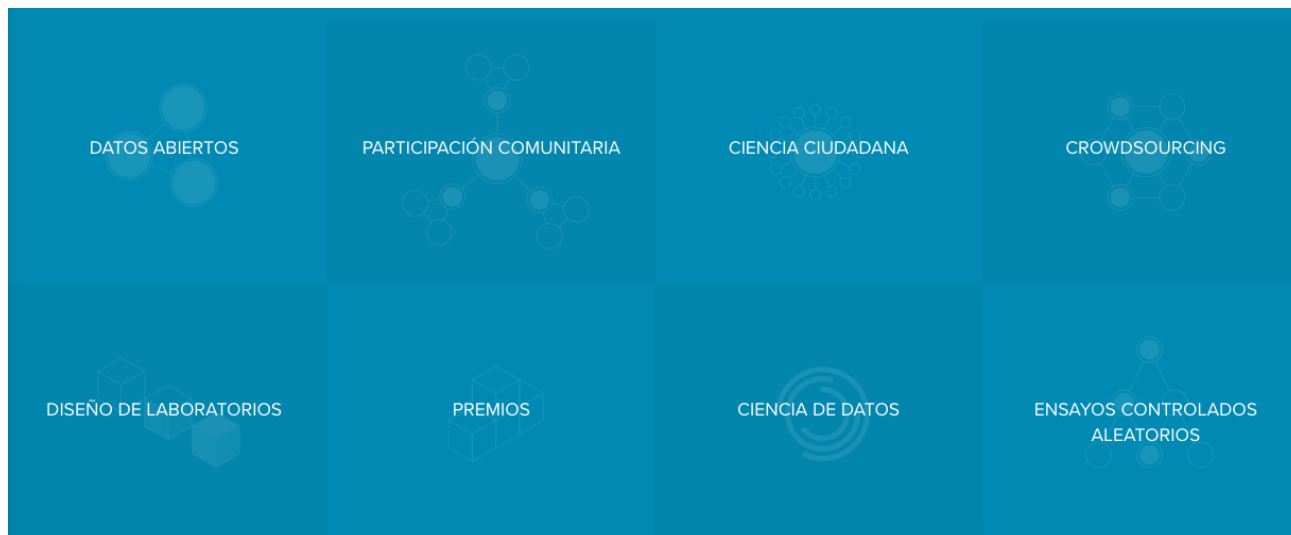 DATOS ABIERTOS
PARTICIPACIÓN COMUNITARIA
CIENCIA CIUDADANA
CROWDSOURCING
DISEÑO DE LABORATORIOS
PREMIOS
CIENCIA DE DATOS
ENSAYOS CONTROLADOS
ALEATORIOS